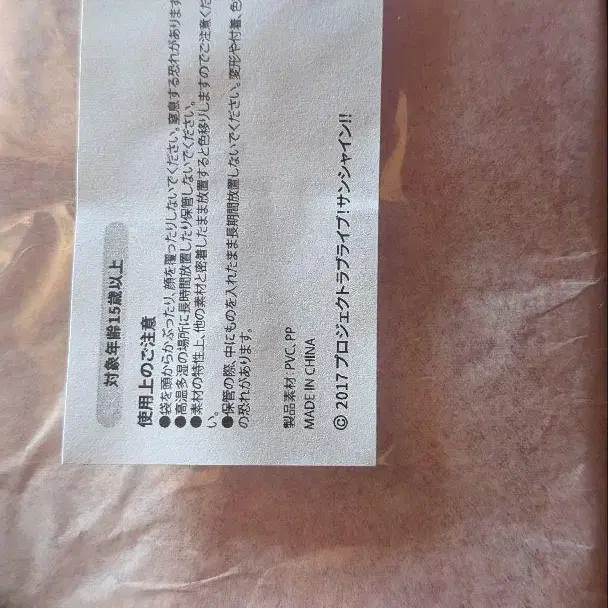 対象年齢15歳以上
使用上のご注意
●袋を頭からかぶったり、顔を覆ったりしないでください。窒息する恐れがあります
●高温多湿の場所に長時間放置したり保管しないでください。
●素材の特性上、他の素材と密着したまま放置すると色移りしますのでご注意くだ
い。
●保管の際、中にものを入れたまま長期間放置しないでください。変形や付着、色
の恐れがあります。
製品素材:PVC、PP
MADE IN CHINA
© 2017 プロジェクトラブライブ!サンシャイン!!